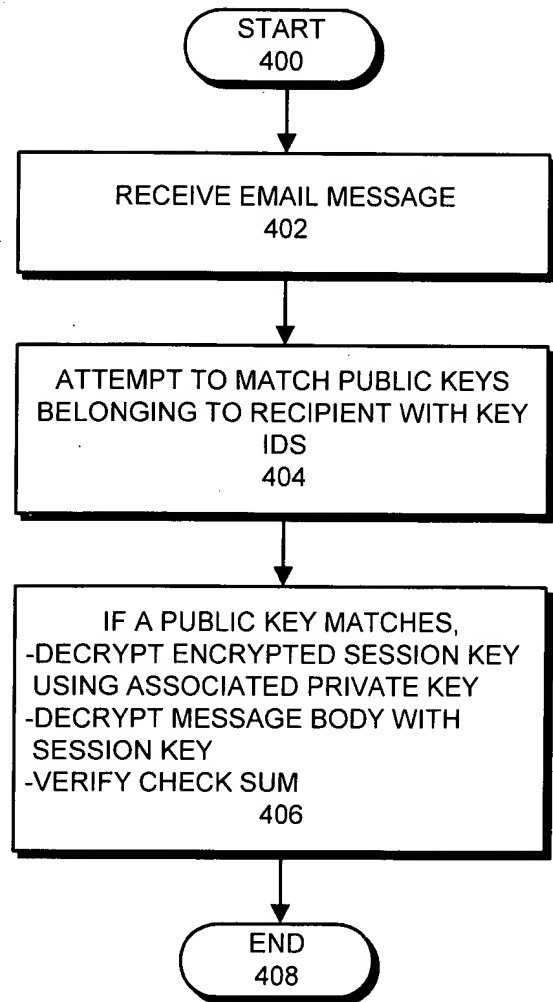 START
400
RECEIVE EMAIL MESSAGE
402
ATTEMPT TO MATCH PUBLIC KEYS
BELONGING TO RECIPIENT WITH KEY
IDS
404
IF A PUBLIC KEY MATCHES,
-DECRYPT ENCRYPTED SESSION KEY
USING ASSOCIATED PRIVATE KEY
-DECRYPT MESSAGE BODY WITH
SESSION KEY
-VERIFY CHECK SUM
406
END
408